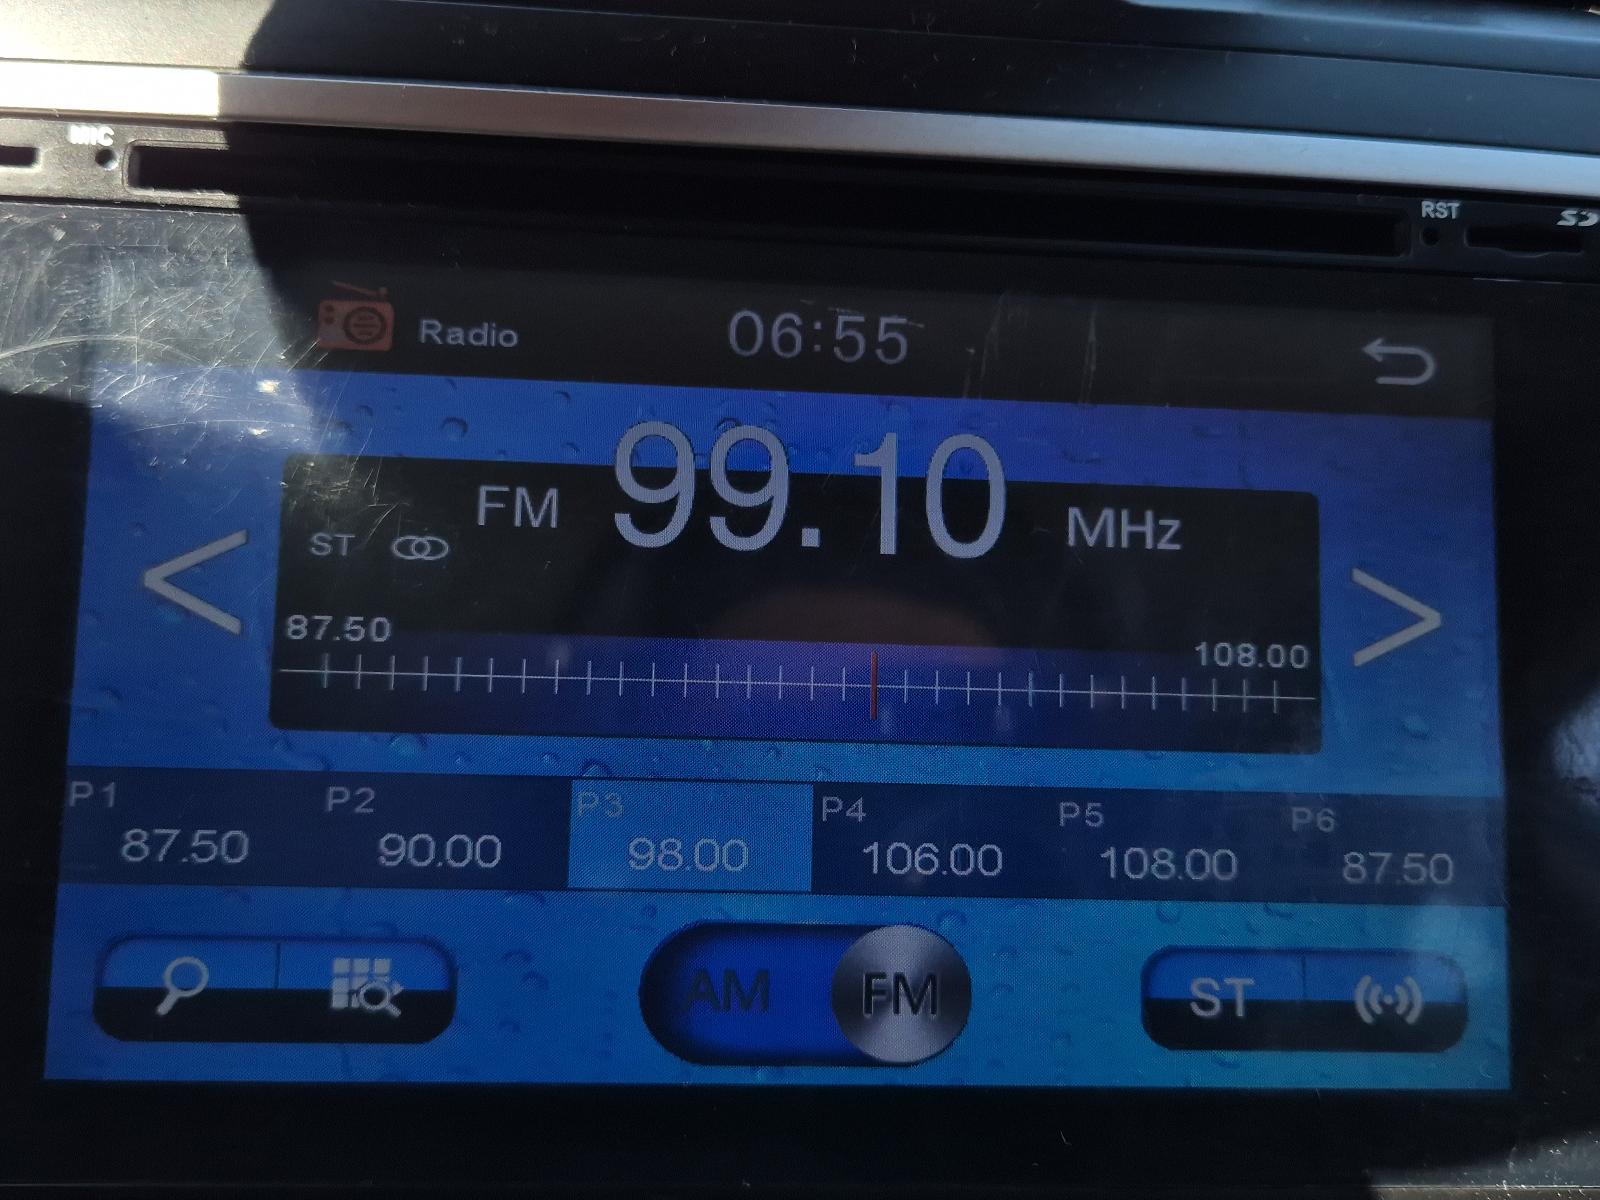 MIC
RST
Radio
06:55
FM 99.10 MHz
ST
87.50
108.00
P1
87.50
P2
90.00
P3
98.00
P4
106.00
P5
108.00
P6
87.50
AM
FM
ST